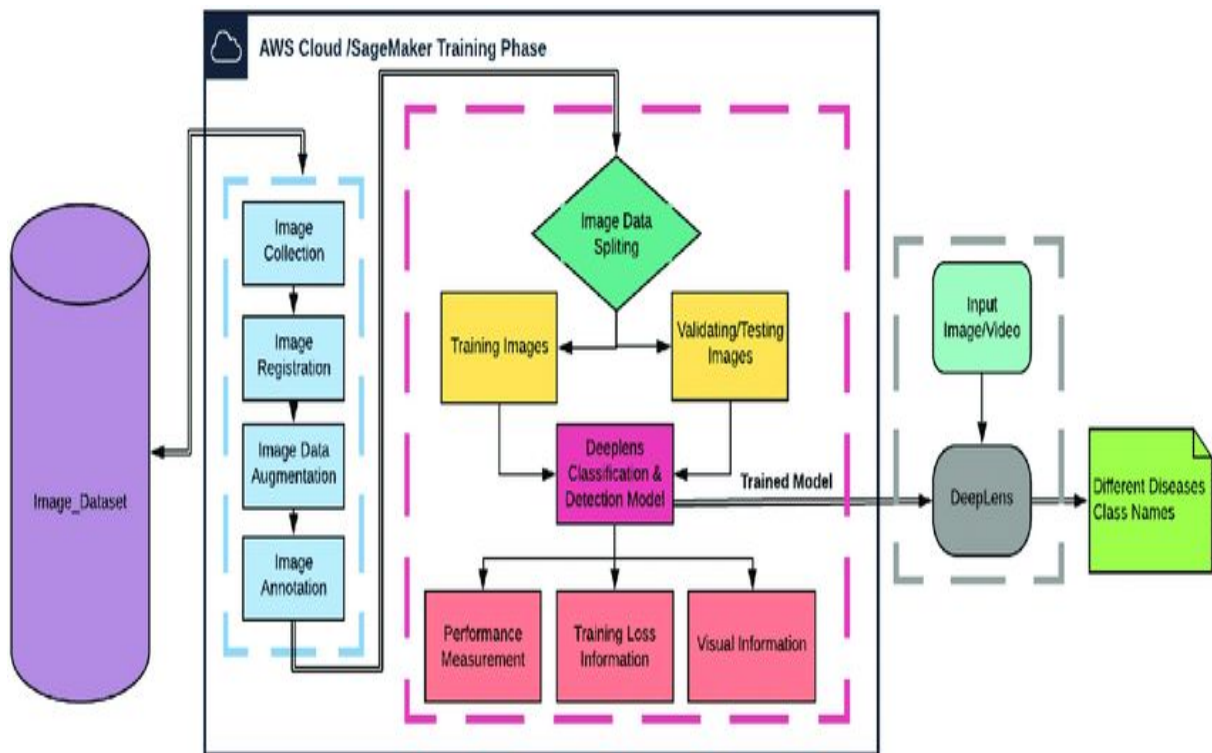 AWS Cloud /SageMaker Training Phase
Image_Dataset
Image
Collection
Image
Registration
Image Data
Augmentation
Image
Annotation
Image Data
Spliting
Training Images
Validating/Testing
Images
Deeplens
Classification &
Detection Model
Trained Model
Performance
Measurement
Training Loss
Information
Visual Information
Input
Image/Video
DeepLens
Different Diseases
Class Names